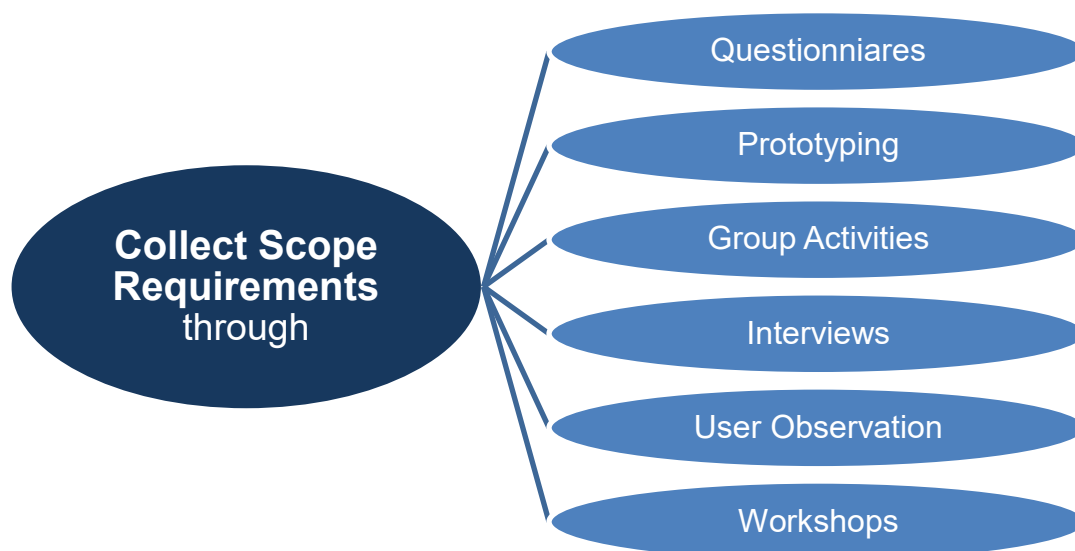 Collect Scope
Requirements
through
Questionniares
Prototyping
Group Activities
Interviews
User Observation
Workshops